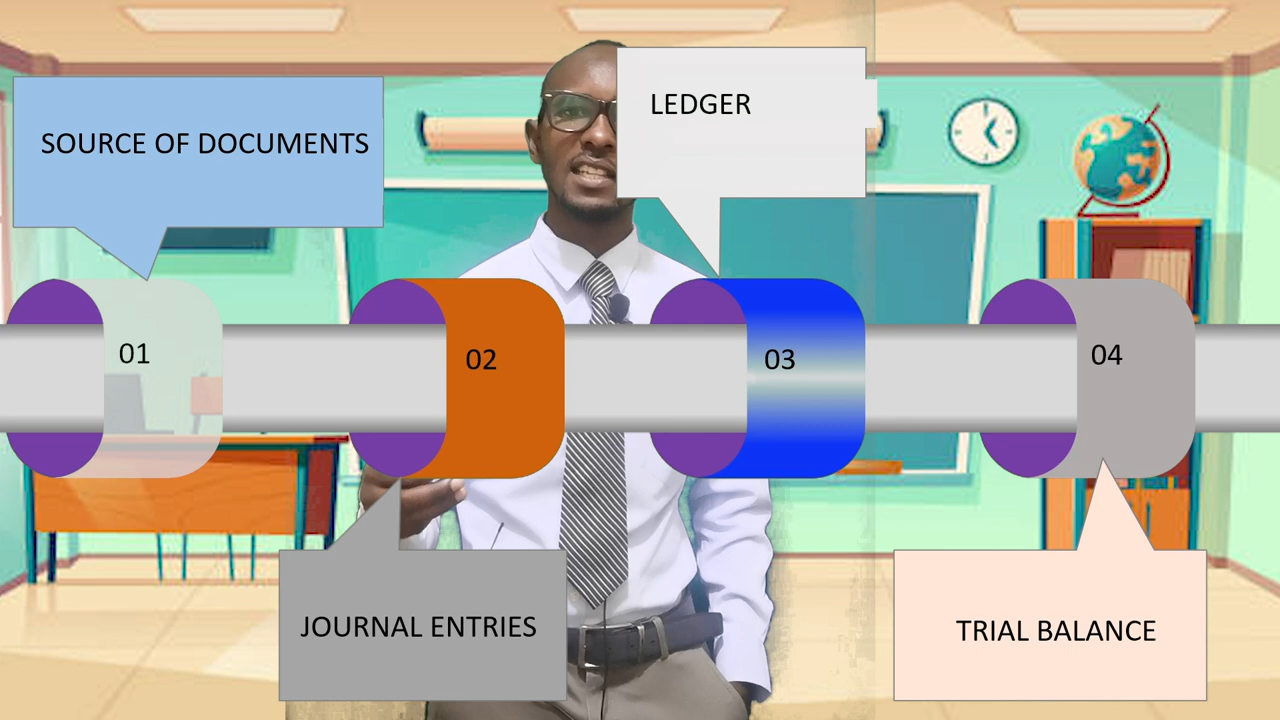 SOURCE OF DOCUMENTS
LEDGER
01
02
03
04
JOURNAL ENTRIES
TRIAL BALANCE